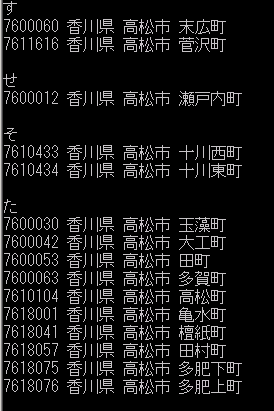 す
7600060 香川県 高松市 末広町
7611616 香川県 高松市 菅沢町
せ
7600012 香川県 高松市 瀬戸内町
そ
7610433 香川県 高松市 十川西町
7610434 香川県 高松市 十川東町
た
7600030 香川県 高松市 玉藻町
7600042 香川県 高松市 大工町
7600053 香川県 高松市 田町
7600063 香川県 高松市 多賀町
7610104 香川県 高松市 高松町
7618001 香川県 高松市 亀水町
7618041 香川県 高松市 檀紙町
7618057 香川県 高松市 田村町
7618075 香川県 高松市 多肥下町
7618076 香川県 高松市 多肥上町